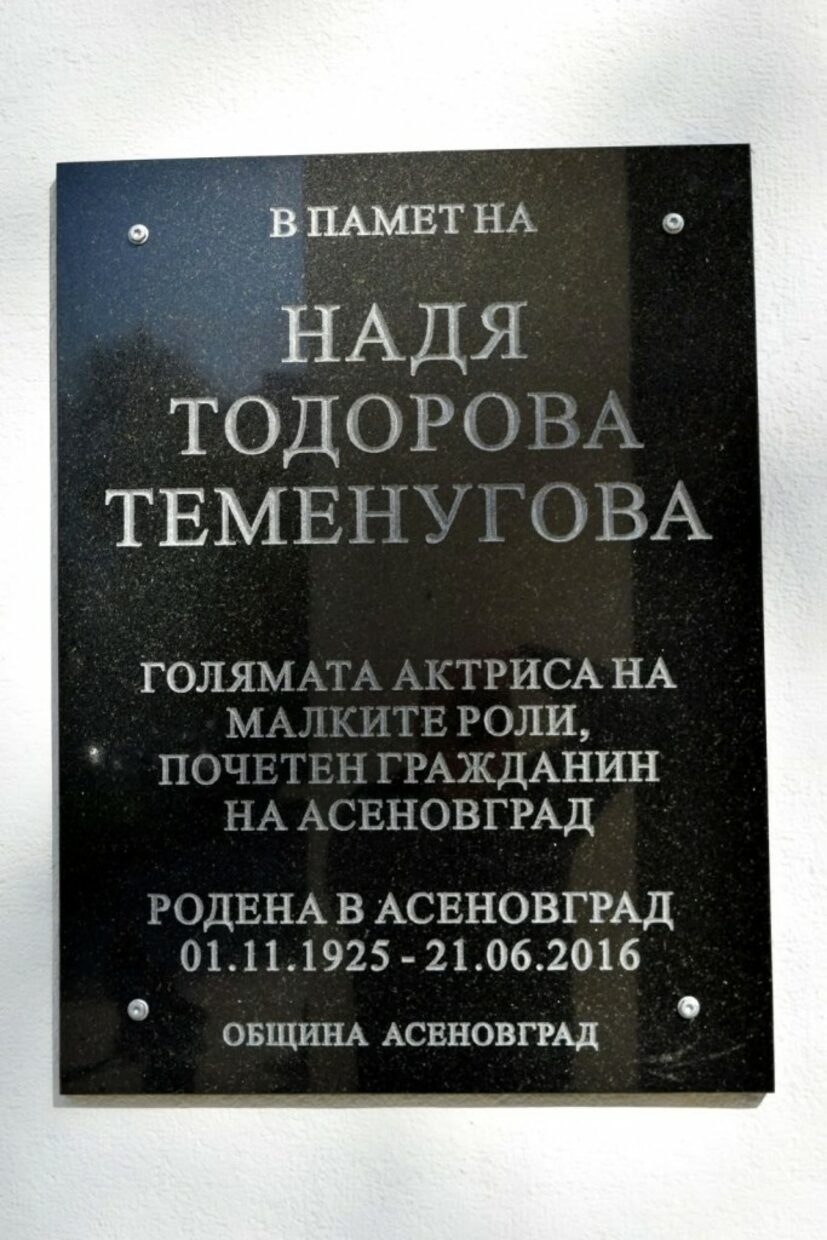 В ПАМЕТ НА
НАДЯ
ТОДОРОВА
ТЕМЕНУГОВА
ГОЛЯМАТА АКТРИСА НА
МАЛКИТЕ РОЛИ,
ПОЧЕТЕН ГРАЖДАНИН
НА АСЕНОВГРАД
РОДЕНА В АСЕНОВГРАД
01.11.1925 - 21.06.2016
ОБЩИНА АСЕНОВГРАД